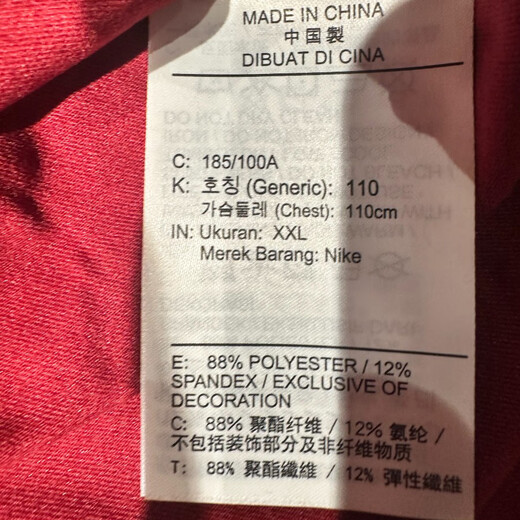 MADE IN CHINA
中国製
DIBUAT DI CINA
C: 185/100A
K: 호칭 (Generic): 110
가슴둘레 (Chest): 110cm
IN: Ukuran: XXL
Merek Barang: Nike
E: 88% POLYESTER / 12%
SPANDEX / EXCLUSIVE OF
DECORATION
C: 88% 聚酯纤维 / 12% 氨纶 /
不包括装饰部分及非纤维物质
T: 88% 聚酯纖維 / 12% 彈性纖維